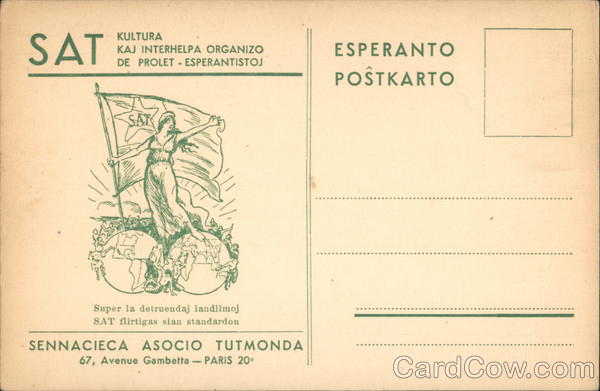 SAT
KULTURA
KAJ INTERHELPA ORGANIZO
DE PROLET - ESPERANTISTOJ
SAT
Super la detruendaj landlimoj
SAT flirtigas sian standardon
SENNACIECA ASOCIO TUTMONDA
67, Avenue Gambetta — PARIS 20e
ESPERANTO
POŜTKARTO
CardCow.com